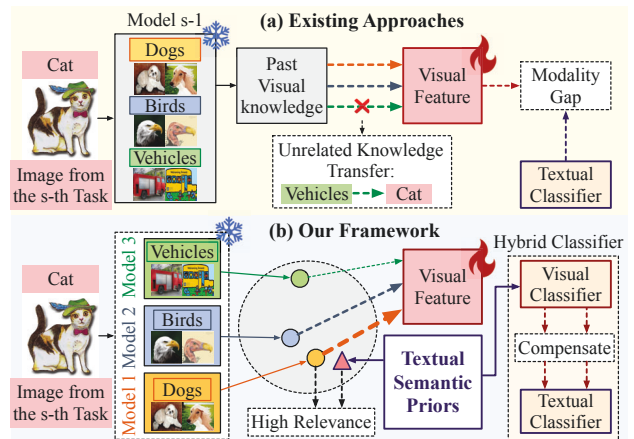 Model s-1
(a) Existing Approaches
Cat
Image from
the s-th Task
Dogs
Birds
Vehicles
Past
Visual
knowledge
Visual
Feature
Modality
Gap
Unrelated Knowledge
Transfer:
Vehicles
Cat
Textual
Classifier
(b) Our Framework
Hybrid Classifier
Cat
Image from
the s-th Task
Model 3
Vehicles
Model 2
Birds
Model 1
Dogs
Visual
Feature
Textual
Semantic
Priors
High Relevance
Visual
Classifier
Compensate
Textual
Classifier